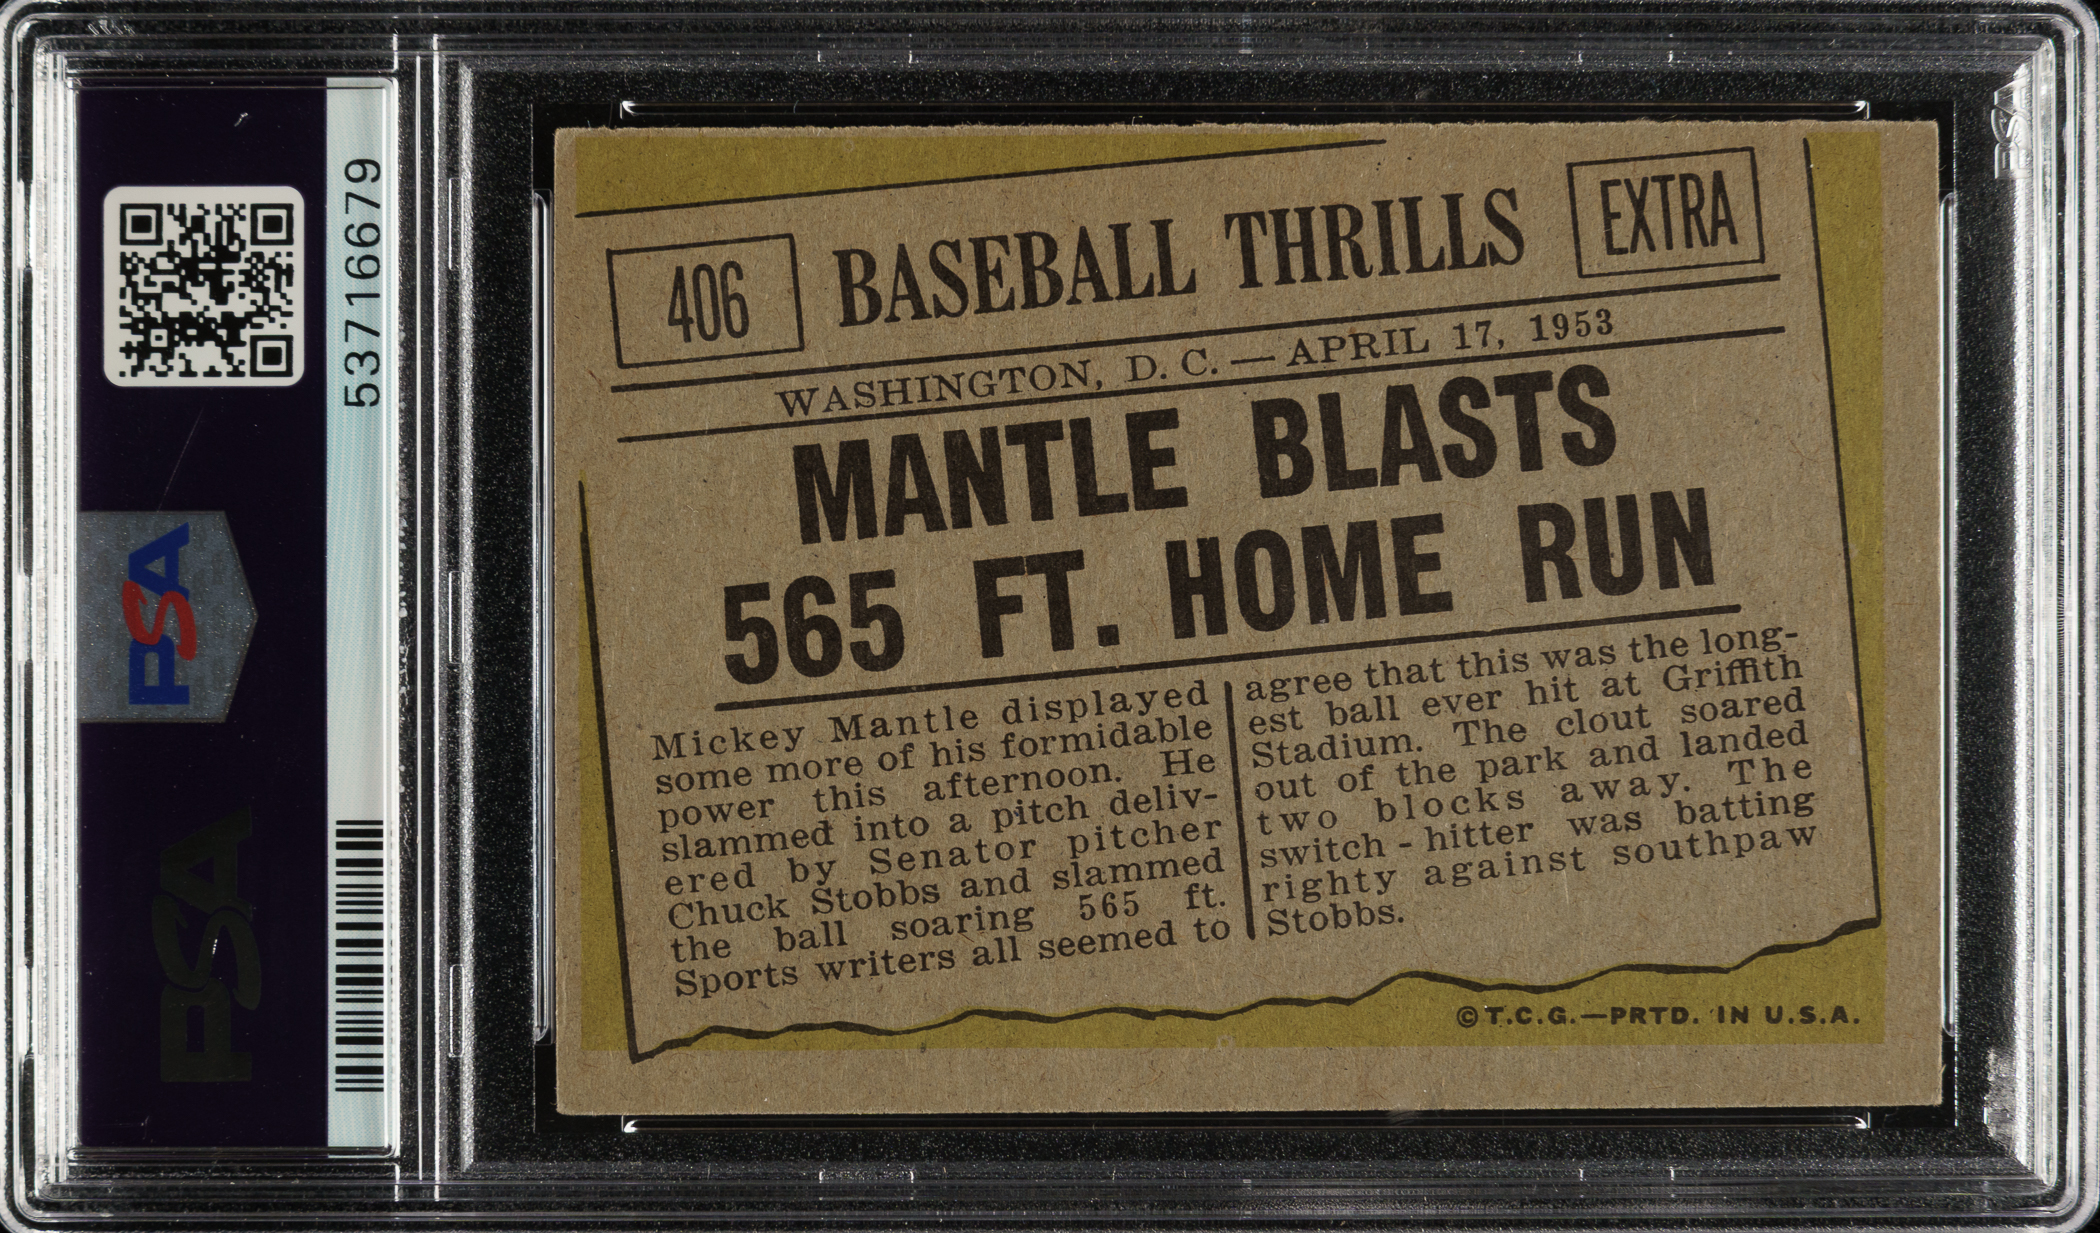 53716679
PSA
PSA
PSA
406
BASEBALL THRILLS
EXTRA
WASHINGTON, D. C. — APRIL 17, 1953
MANTLE BLASTS
565 FT. HOME RUN
Mickey Mantle displayed
some more of his formidable
power this afternoon. He
slammed into a pitch deliv-
ered by Senator pitcher
Chuck Stobbs and slammed
the ball soaring 565 ft.
Sports writers all seemed to
agree that this was the long-
est ball ever hit at Griffith
Stadium. The clout soared
out of the park and landed
two blocks away. The
switch - hitter was batting
righty against southpaw
Stobbs.
© T.C.G.—PRTD. IN U.S.A.